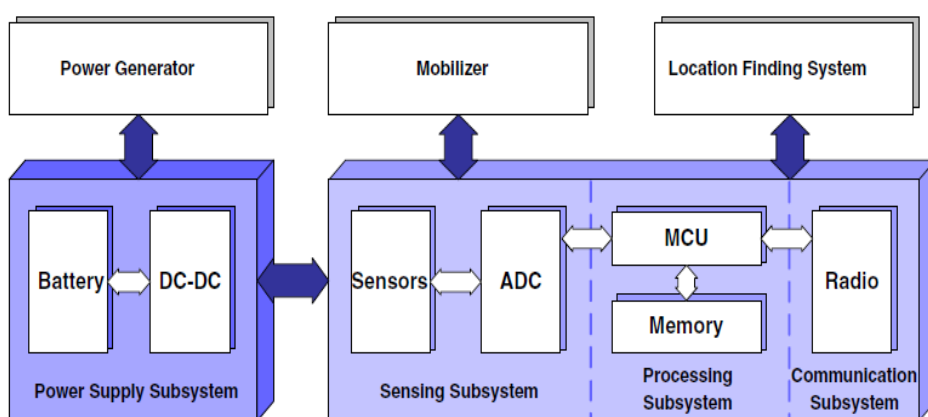 Power Generator
Mobilizer
Location Finding System
Battery
DC-DC
Sensors
ADC
MCU
Memory
Radio
Power Supply Subsystem
Sensing Subsystem
Processing
Subsystem
Communication
Subsystem